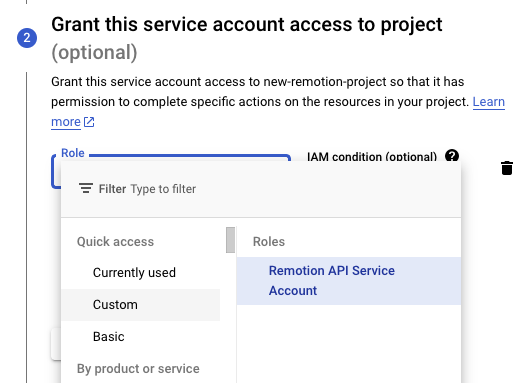 2
Grant this service account access to project
(optional)
Grant this service account access to new-remotion-project so that it has
permission to complete specific actions on the resources in your project. Learn
more
Role
IAM condition (optional)
Filter Type to filter
Quick access
Currently used
Custom
Basic
By product or service
Roles
Remotion API Service
Account